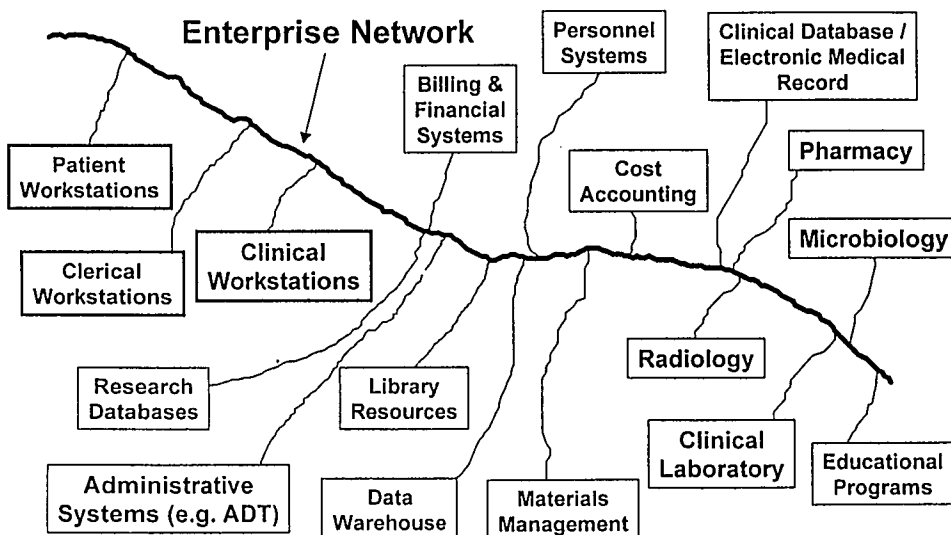 Enterprise Network
Personnel
Systems
Clinical Database /
Electronic Medical
Record
Billing &
Financial
Systems
Patient
Workstations
Cost
Accounting
Pharmacy
Clerical
Workstations
Clinical
Workstations
Microbiology
Research
Databases
Library
Resources
Radiology
Administrative
Systems (e.g. ADT)
Data
Warehouse
Materials
Management
Clinical
Laboratory
Educational
Programs